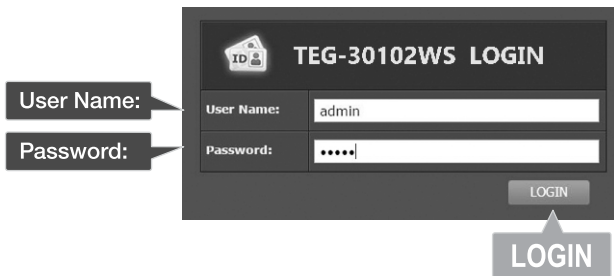 ID
TEG-30102WS LOGIN
User Name:
User Name:
admin
Password:
Password:
•••••
LOGIN
LOGIN